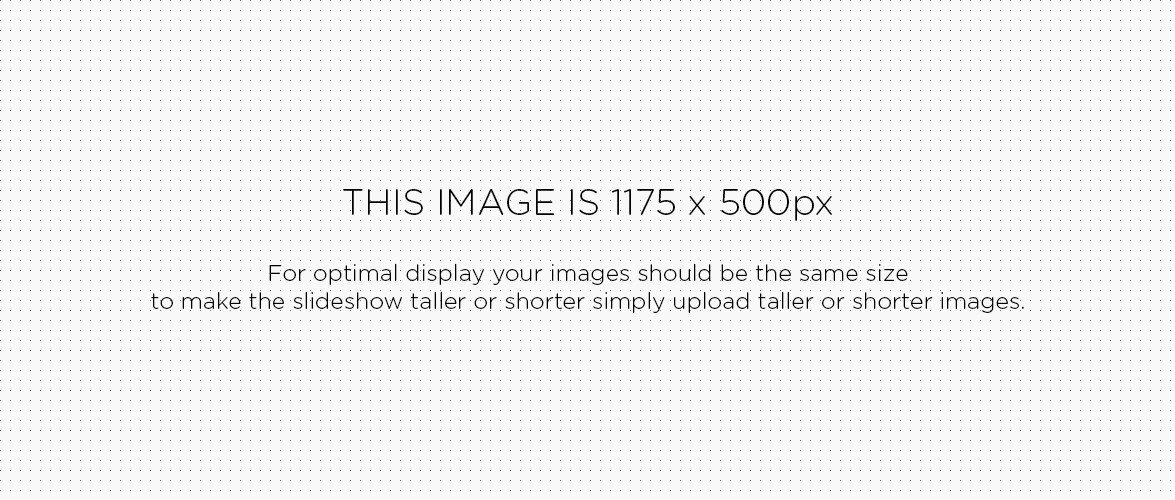 THIS IMAGE IS 1175 x 500px
For optimal display your images should be the same size
to make the slideshow taller or shorter simply upload taller or shorter images.